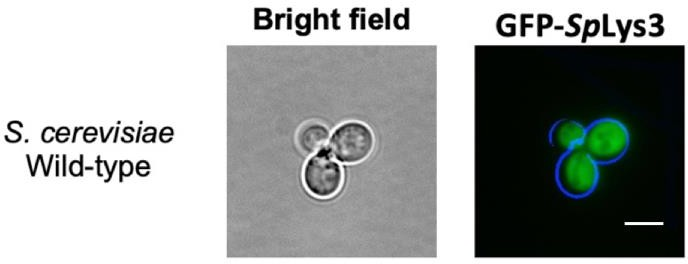 Bright field
GFP-SpLys3
S. cerevisiae
Wild-type